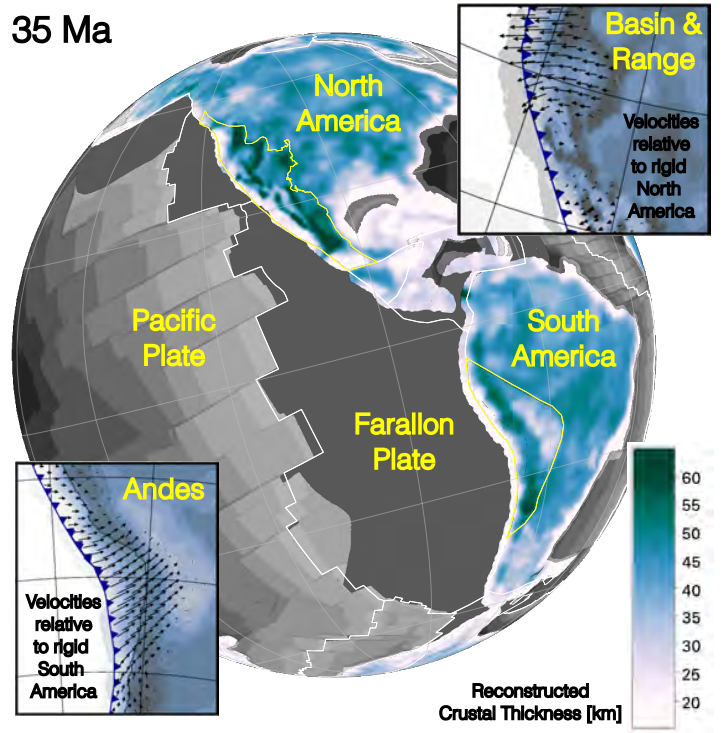 35 Ma
Basin &
Range
Velocities
relative
to rigid
North
America
North
America
Pacific
Plate
South
America
Farallon
Plate
Andes
Velocities
relative
to rigid
South
America
60
55
50
45
40
35
30
25
20
Reconstructed
Crustal Thickness [km]